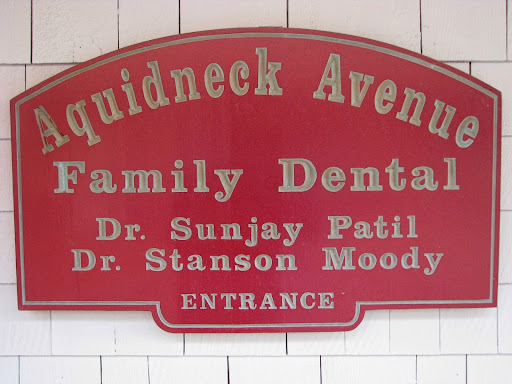 Aquidneck Avenue
Family Dental
Dr. Sunjay Patil
Dr. Stanson Moody
ENTRANCE